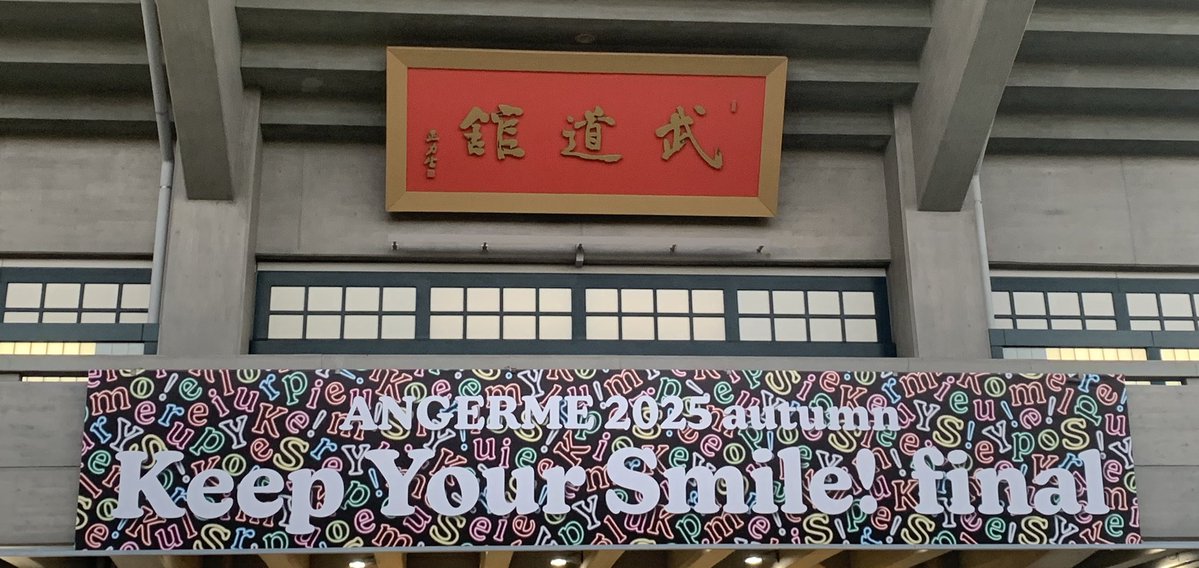 武道館
ANGERME 2025 autumn
Keep Your Smile! final